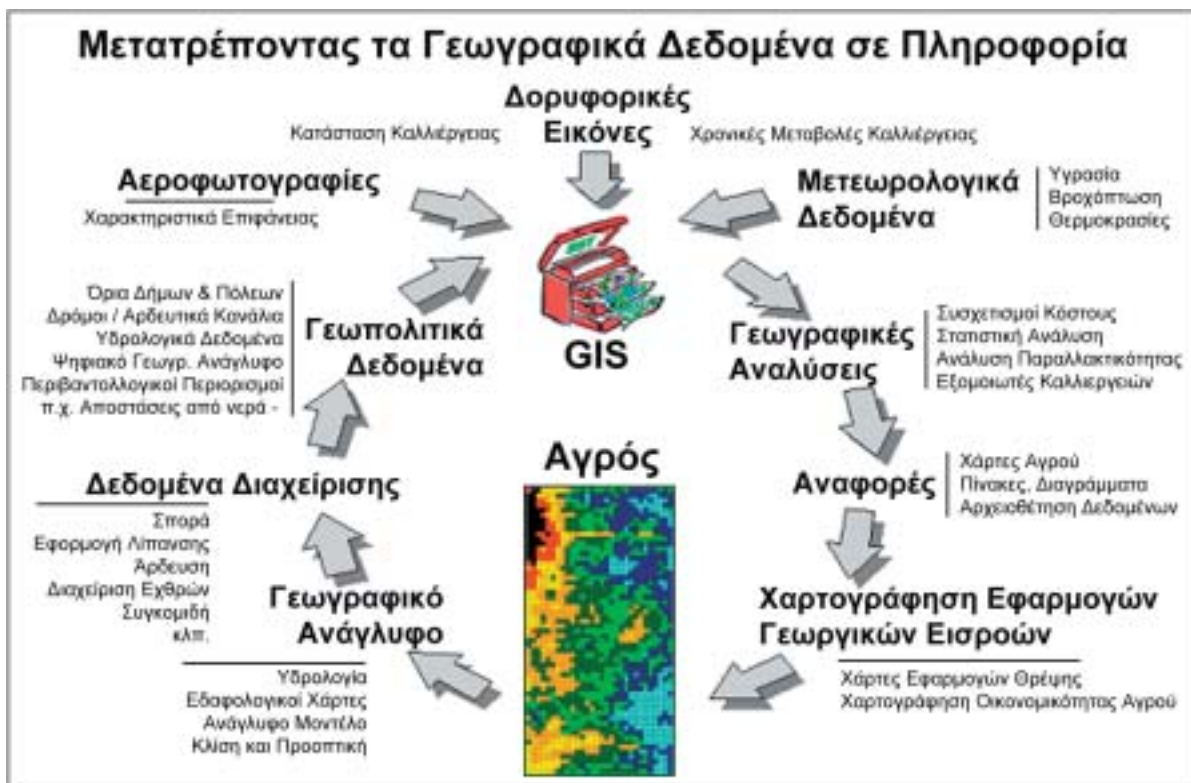 Μετατρέποντας τα Γεωγραφικά Δεδομένα σε Πληροφορία
Δορυφορικές
Εικόνες
Κατάσταση Καλλιέργειας
Χρονικές Μεταβολές Καλλιέργειας
Αεροφωτογραφίες
Χαρακτηριστικά Επιφάνειας
Μετεωρολογικά
Δεδομένα
Υγρασία
Βροχόπτωση
Θερμοκρασίες
Όρια Δήμων & Πόλεων
Δρόμοι / Αρδευτικά Κανάλια
Υδρολογικά Δεδομένα
Ψηφιακό Γεωγρ. Ανάγλυφο
Περιβαντολλογικοί Περιορισμοί
π.χ. Αποστάσεις από νερά -
Γεωπολιτικά
Δεδομένα
GIS
Γεωγραφικές
Αναλύσεις
Συσχετισμοί Κόστους
Στατιστική Ανάλυση
Ανάλυση Παραλλακτικότητας
Εξομοιωτές Καλλιεργειών
Δεδομένα Διαχείρισης
Σπορά
Εφορμογή Λίπανσης
Άρδευση
Διαχείριση Εχθρών
Συγκομιδή
κλπ.
Αγρός
Αναφορές
Χάρτες Αγρού
Πίνακες, Διαγράμματα
Αρχειοθέτηση Δεδομένων
Γεωγραφικό
Ανάγλυφο
Υδρολογία
Εδαφολογικοί Χάρτες
Ανάγλυφο Μοντέλο
Κλίση και Προοπτική
Χαρτογράφηση Εφαρμογών
Γεωργικών Εισροών
Χάρτες Εφαρμογών Θρέψης
Χαρτογράφηση Οικονομικότητας Αγρού